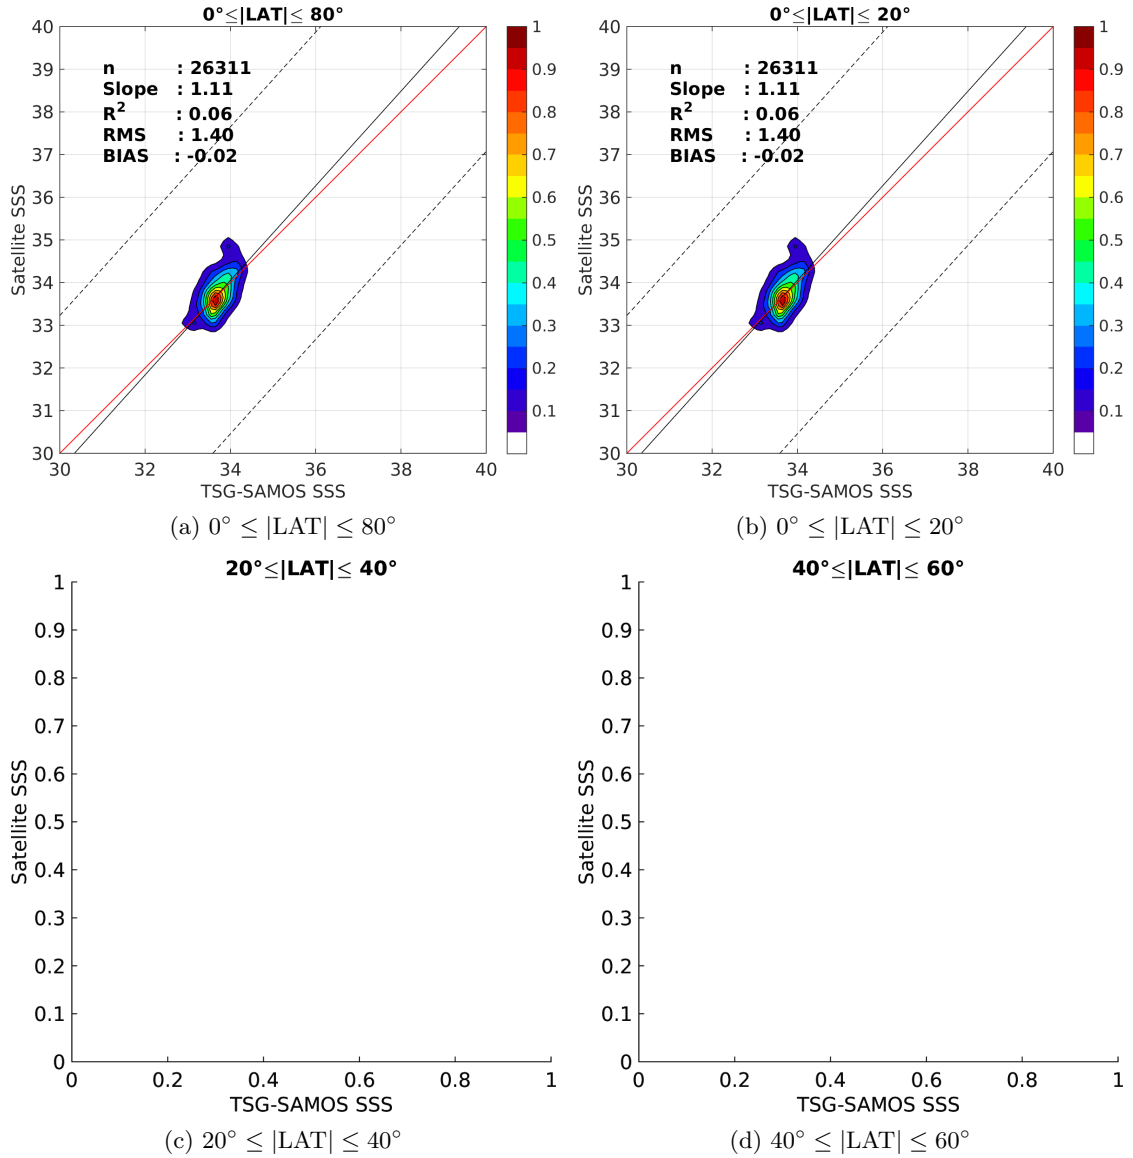 0°≤|LAT|≤ 80°
n : 26311
Slope : 1.11
R2 : 0.06
RMS : 1.40
BIAS : -0.02
Satellite SSS
40
39
38
37
36
35
34
33
32
31
30
30 32 34 36 38 40
TSG-SAMOS SSS
1
0.9
0.8
0.7
0.6
0.5
0.4
0.3
0.2
0.1
(a) 0° ≤ |LAT| ≤ 80°
0°≤|LAT|≤ 20°
n : 26311
Slope : 1.11
R2 : 0.06
RMS : 1.40
BIAS : -0.02
Satellite SSS
40
39
38
37
36
35
34
33
32
31
30
30 32 34 36 38 40
TSG-SAMOS SSS
1
0.9
0.8
0.7
0.6
0.5
0.4
0.3
0.2
0.1
(b) 0° ≤ |LAT| ≤ 20°
20°≤|LAT|≤ 40°
Satellite SSS
1
0.9
0.8
0.7
0.6
0.5
0.4
0.3
0.2
0.1
0
0 0.2 0.4 0.6 0.8 1
TSG-SAMOS SSS
(c) 20° ≤ |LAT| ≤ 40°
40°≤|LAT|≤ 60°
Satellite SSS
1
0.9
0.8
0.7
0.6
0.5
0.4
0.3
0.2
0.1
0
0 0.2 0.4 0.6 0.8 1
TSG-SAMOS SSS
(d) 40° ≤ |LAT| ≤ 60°